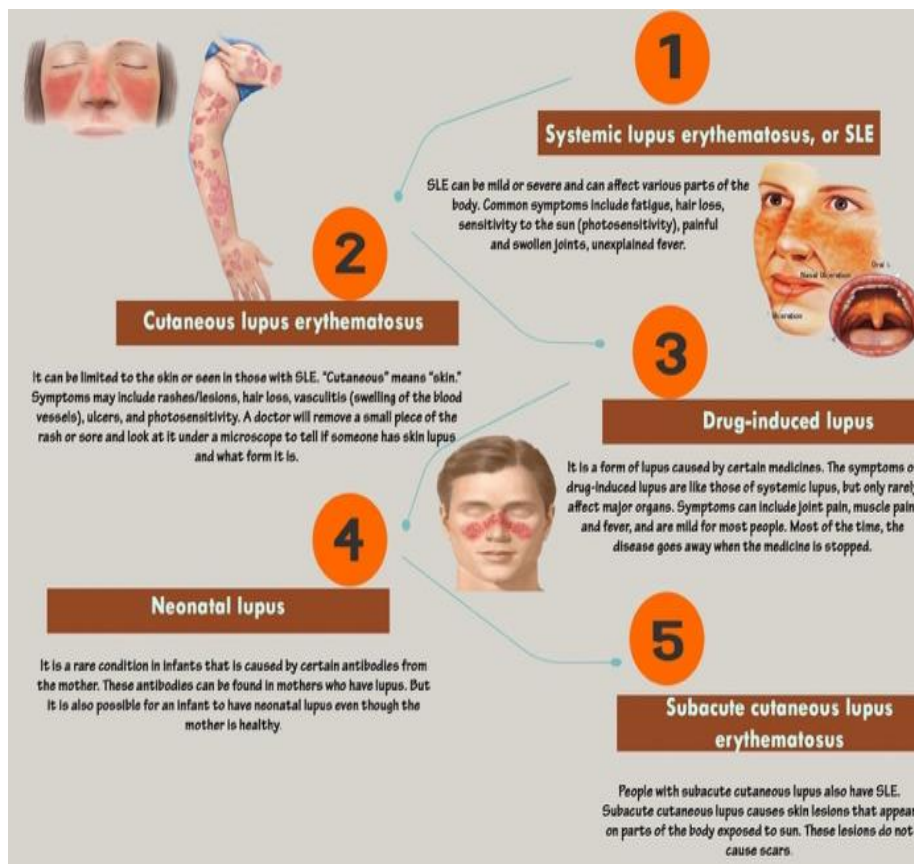 1
Systemic lupus erythematosus, or SLE
SLE can be mild or severe and can affect various parts of the
body. Common symptoms include fatigue, hair loss,
sensitivity to the sun (photosensitivity), painful
and swollen joints, unexplained fever.
Oral
Nasal Ulceration
Ulceration
2
Cutaneous lupus erythematosus
It can be limited to the skin or seen in those with SLE. "Cutaneous" means "skin."
Symptoms may include rashes/lesions, hair loss, vasculitis (swelling of the blood
vessels), ulcers, and photosensitivity. A doctor will remove a small piece of the
rash or sore and look at it under a microscope to tell if someone has skin lupus
and what form it is.
3
Drug-induced lupus
It is a form of lupus caused by certain medicines. The symptoms o
drug-induced lupus are like those of systemic lupus, but only rarely
affect major organs. Symptoms can include joint pain, muscle pain
and fever, and are mild for most people. Most of the time, the
disease goes away when the medicine is stopped.
4
Neonatal lupus
It is a rare condition in infants that is caused by certain antibodies from
the mother. These antibodies can be found in mothers who have lupus. But
it is also possible for an infant to have neonatal lupus even though the
mother is healthy.
5
Subacute cutaneous lupus
erythematosus
People with subacute cutaneous lupus also have SLE.
Subacute cutaneous lupus causes skin lesions that appear
on parts of the body exposed to sun. These lesions do not
cause scars.